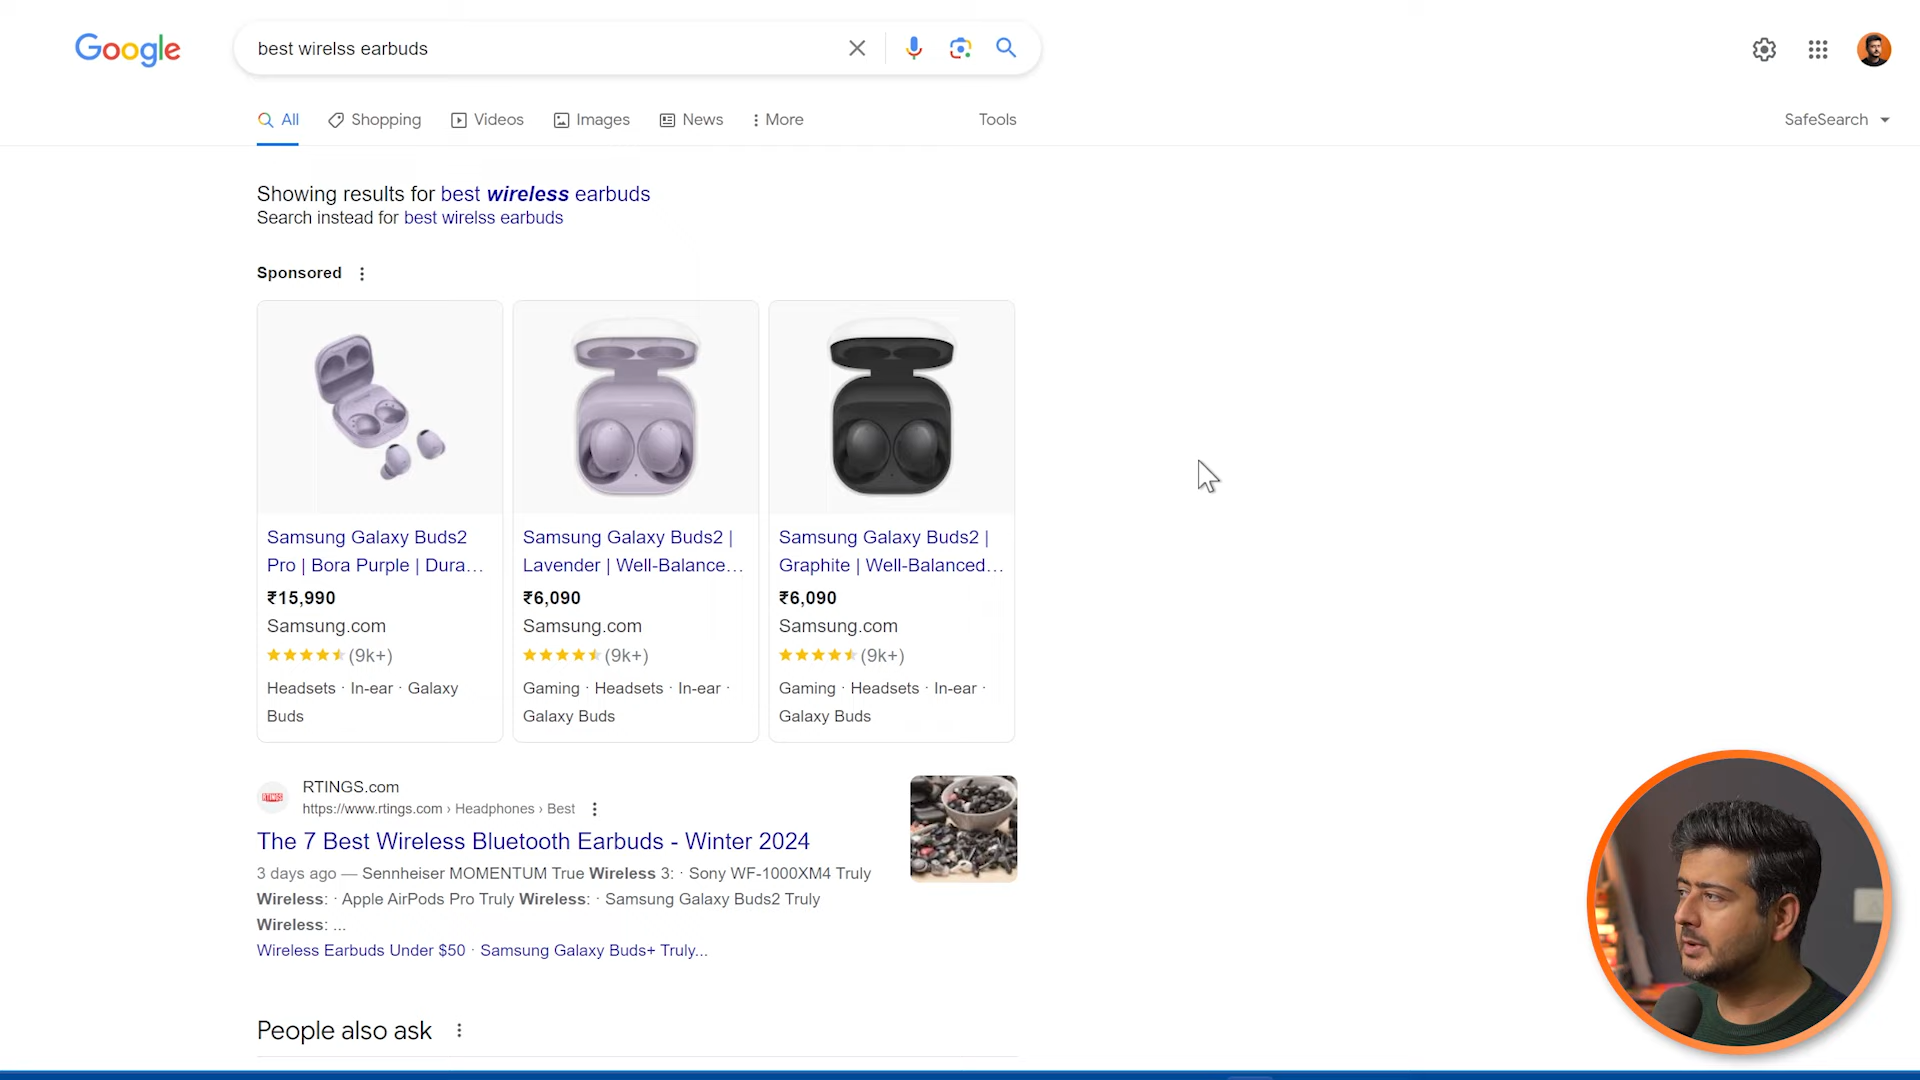 Google
best wirelss earbuds
All
Shopping
Videos
Images
News
More
Tools
SafeSearch
Showing results for best wireless earbuds
Search instead for best wirelss earbuds
Sponsored
Samsung Galaxy Buds2
Pro | Bora Purple | Dura...
₹15,990
Samsung.com
(9k+)
Headsets · In-ear · Galaxy
Buds
Samsung Galaxy Buds2 |
Lavender | Well-Balance...
₹6,090
Samsung.com
(9k+)
Gaming · Headsets · In-ear ·
Galaxy Buds
Samsung Galaxy Buds2 |
Graphite | Well-Balanced...
₹6,090
Samsung.com
(9k+)
Gaming · Headsets · In-ear ·
Galaxy Buds
RTINGS
RTINGS.com
https://www.rtings.com › Headphones › Best
The 7 Best Wireless Bluetooth Earbuds - Winter 2024
3 days ago — Sennheiser MOMENTUM True Wireless 3: · Sony WF-1000XM4 Truly
Wireless: · Apple AirPods Pro Truly Wireless: · Samsung Galaxy Buds2 Truly
Wireless: ...
Wireless Earbuds Under $50 · Samsung Galaxy Buds+ Truly...
People also ask